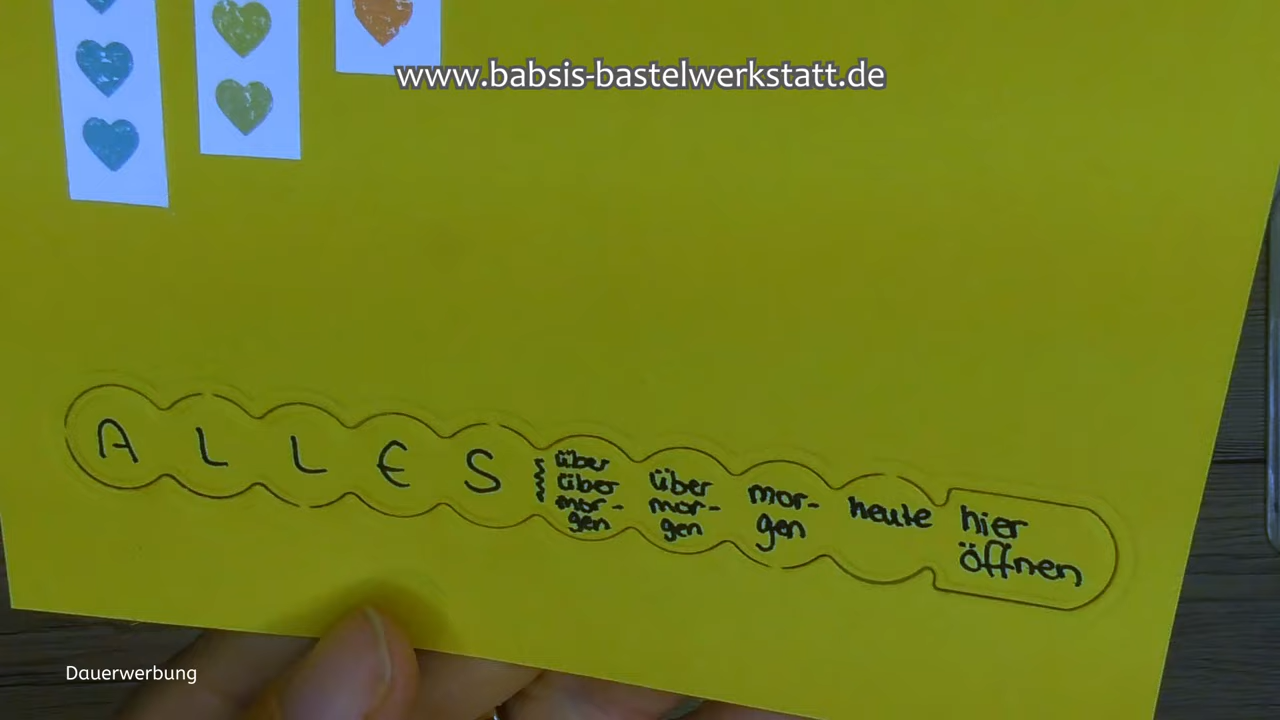 www.babsis-bastelwerkstatt.de
A L L E S
über
über
mor-
gen
über
mor-
gen
mor-
gen
heute
hier
öffnen
Dauerwerbung